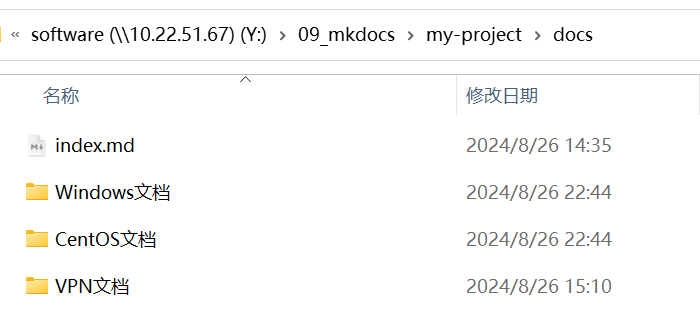 « software (\\10.22.51.67) (Y:) > 09_mkdocs > my-project > docs
名称 修改日期
index.md 2024/8/26 14:35
Windows文档 2024/8/26 22:44
CentOS文档 2024/8/26 22:44
VPN文档 2024/8/26 15:10